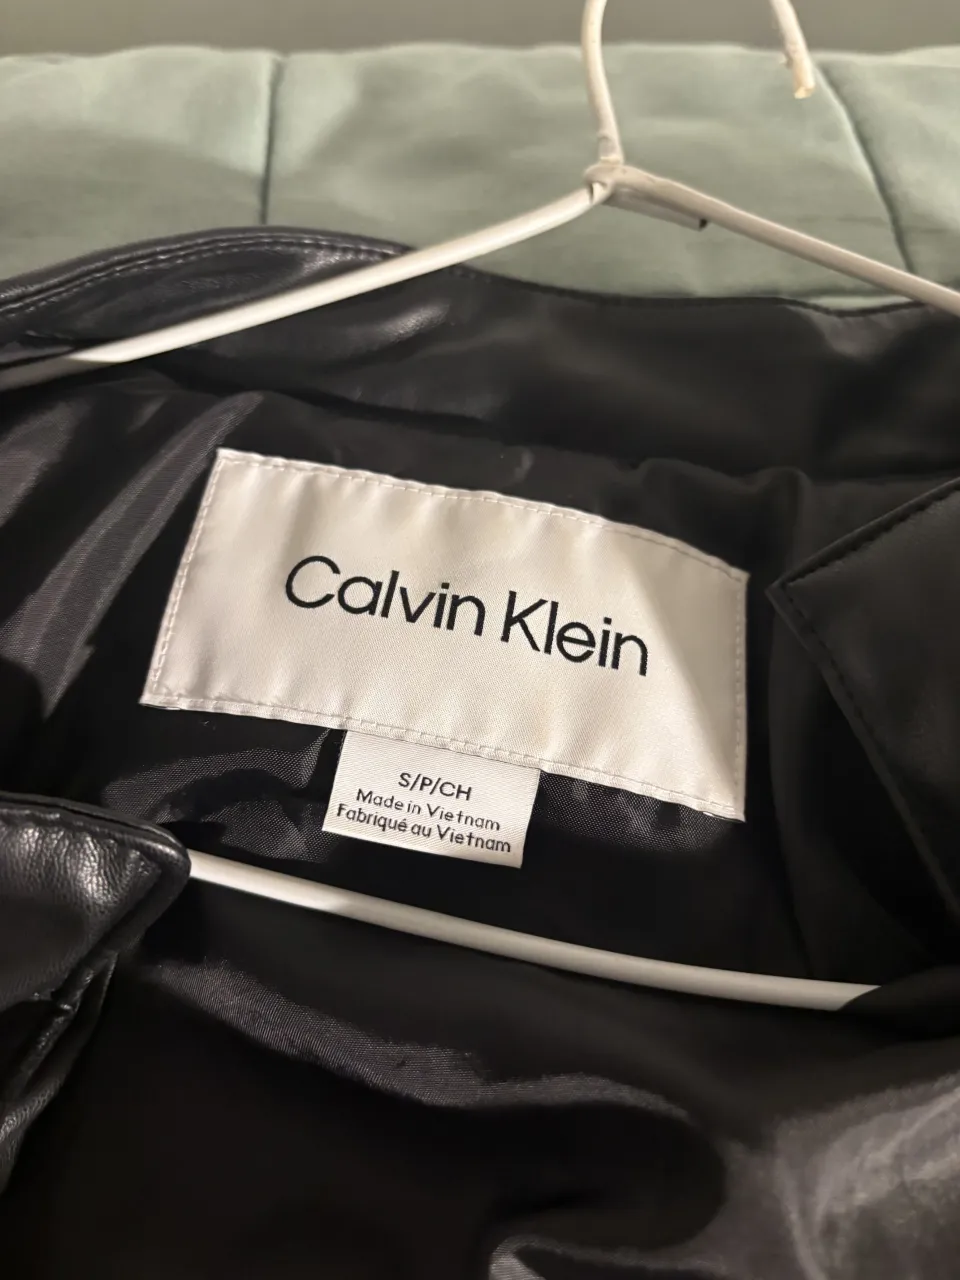 Calvin Klein
S/P/CH
Made in Vietnam
Fabriqué au Vietnam